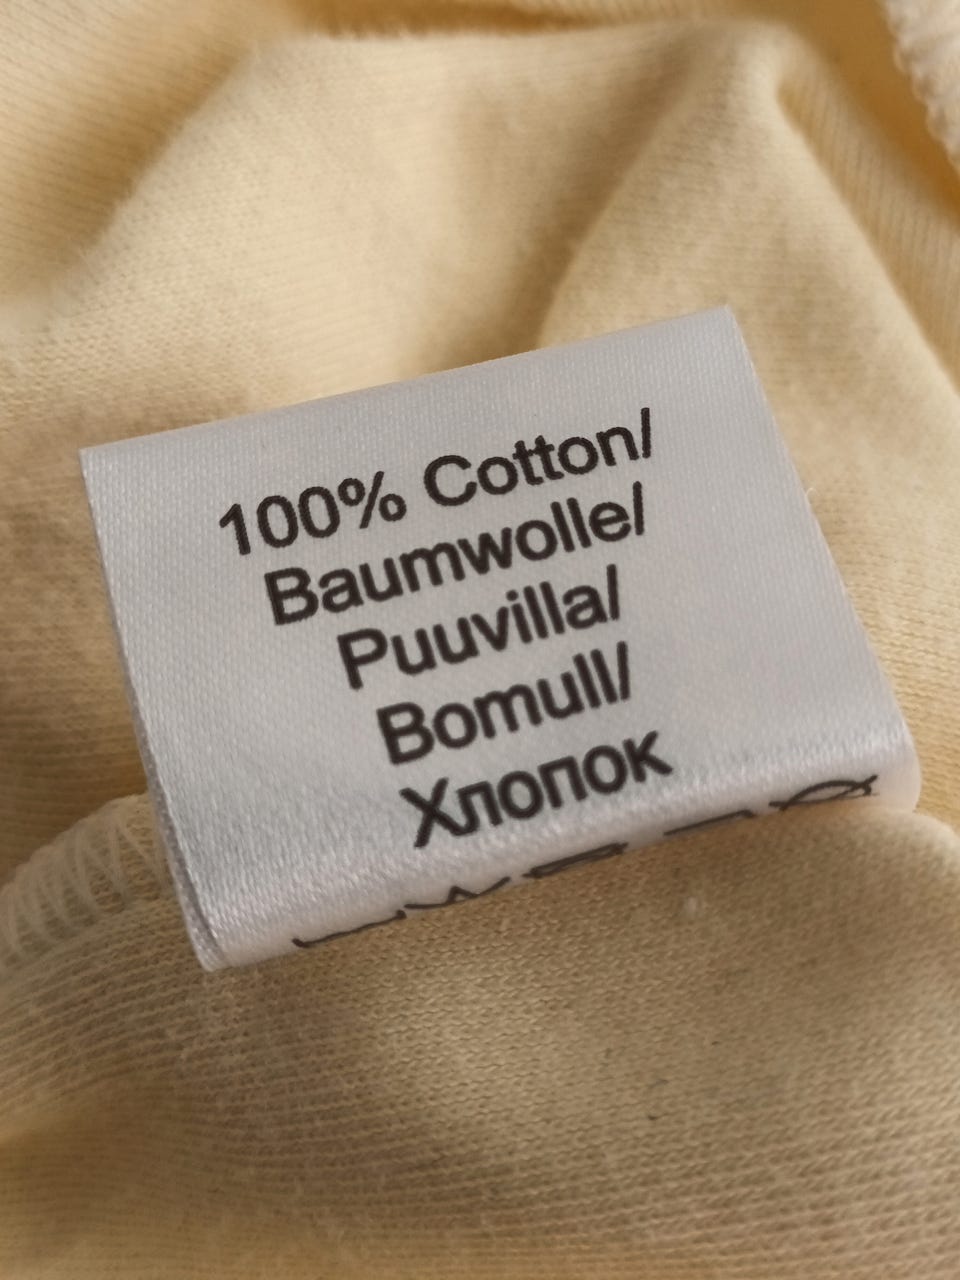 100% Cotton/
Baumwolle/
Puuvilla/
Bomull/
Хлопок